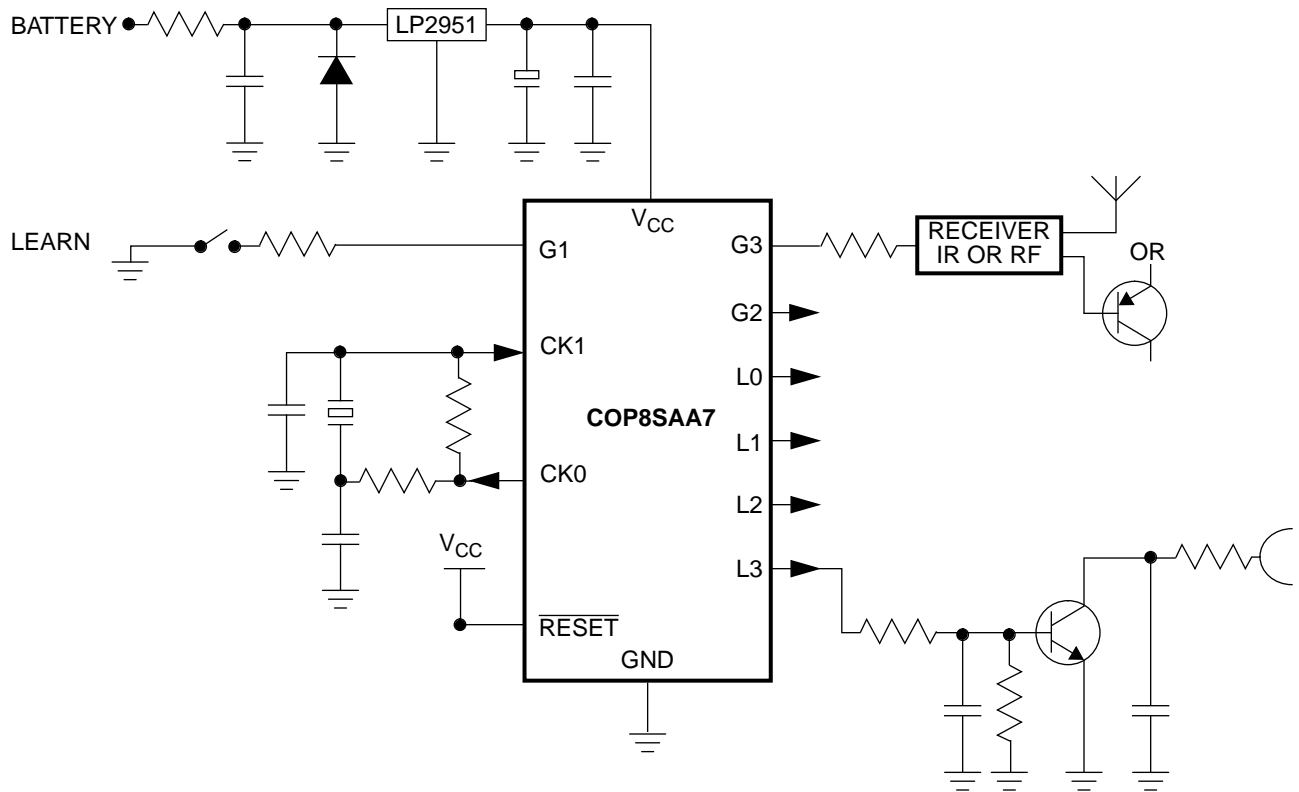 BATTERY
LP2951
LEARN
VCC
G1
G3
RECEIVER
IR OR RF
OR
G2
CK1
L0
COP8SAA7
L1
CK0
L2
VCC
L3
RESET
GND